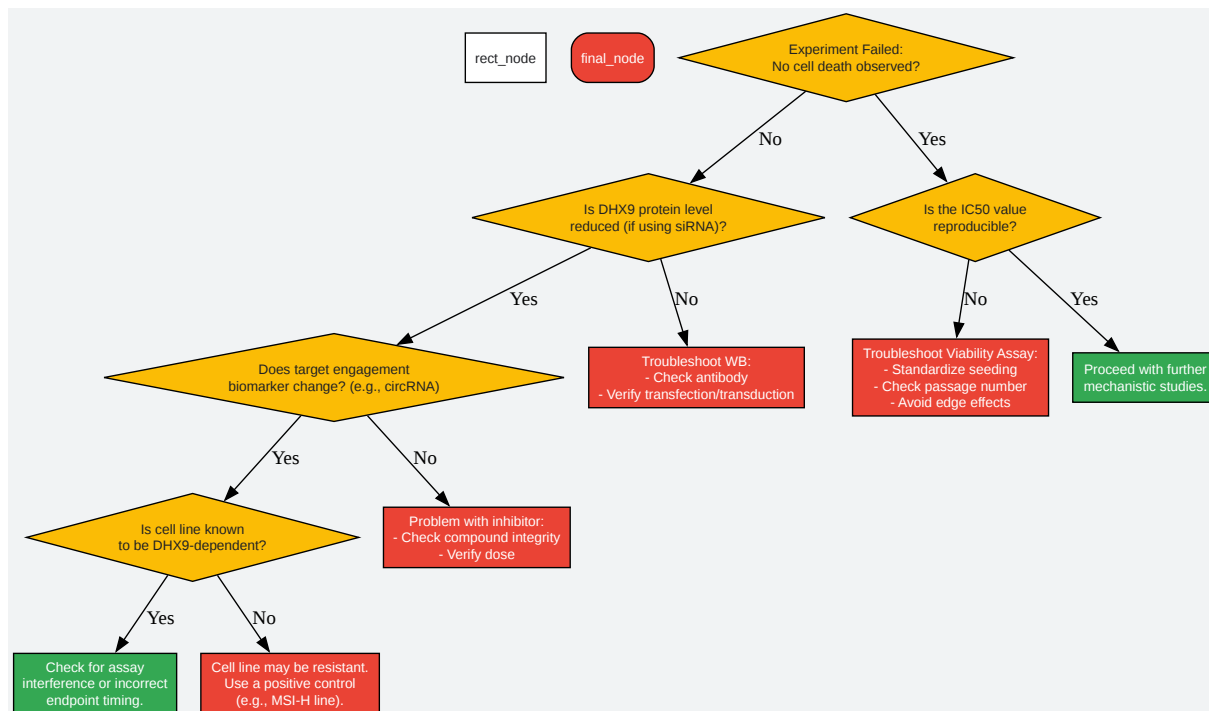 rect_node
final_node
Experiment Failed:
No cell death observed?
No
Yes
Is DHX9 protein level
reduced (if using siRNA)?
Is the IC50 value
reproducible?
Yes
No
No
Yes
Does target engagement
biomarker change? (e.g., circRNA)
Troubleshoot WB:
- Check antibody
- Verify transfection/transduction
Troubleshoot Viability Assay:
- Standardize seeding
- Check passage number
- Avoid edge effects
Proceed with further
mechanistic studies.
Yes
No
Is cell line known
to be DHX9-dependent?
Problem with inhibitor:
- Check compound integrity
- Verify dose
Yes
No
Check for assay
interference or incorrect
endpoint timing.
Cell line may be resistant.
Use a positive control
(e.g., MSI-H line).